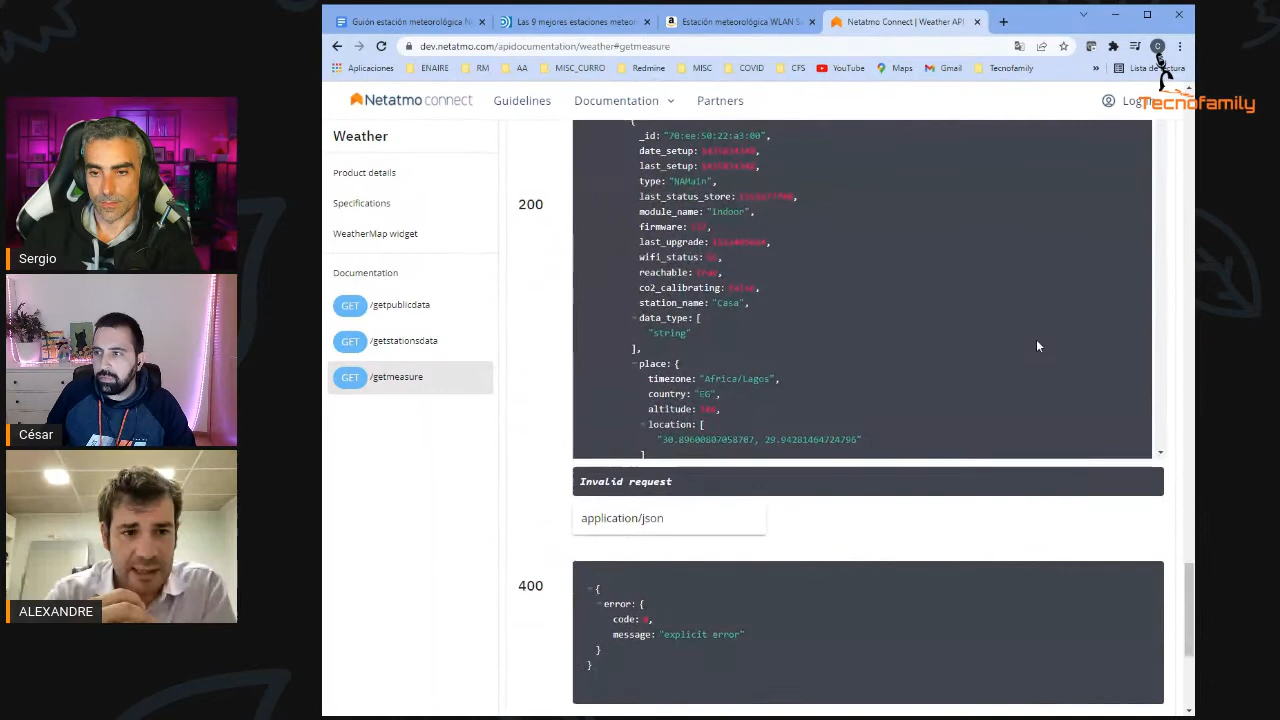 Guión estación meteorológica N
Las 9 mejores estaciones meteor
Estación meteorológica WLAN S
Netatmo Connect | Weather API
dev.netatmo.com/apidocumentation/weather#getmeasure
Aplicaciones ENAIRE RM AA MISC_CURRO Redmine MISC COVID CFS YouTube Maps Gmail Tecnofamily » Lista de lectura
Tecnofamily
Netatmo connect Guidelines Documentation Partners Log
Weather
Product details
Specifications
WeatherMap widget
Documentation
GET /getpublicdata
GET /getstationsdata
GET /getmeasure
200
{
_id: "70:ee:50:22:a3:00",
date_setup:
last_setup:
type: "NAMain",
last_status_store:
module_name: "Indoor",
firmware:
last_upgrade:
wifi_status:
reachable: true,
co2_calibrating: false,
station_name: "Casa",
data_type: [
"string"
],
place: {
timezone: "Africa/Lagos",
country: "EG",
altitude:
location: [
"30.89600807058707, 29.94281464724796"
]
Invalid request
application/json
400
{
error: {
code:
message: "explicit error"
}
}
Sergio
César
ALEXANDRE